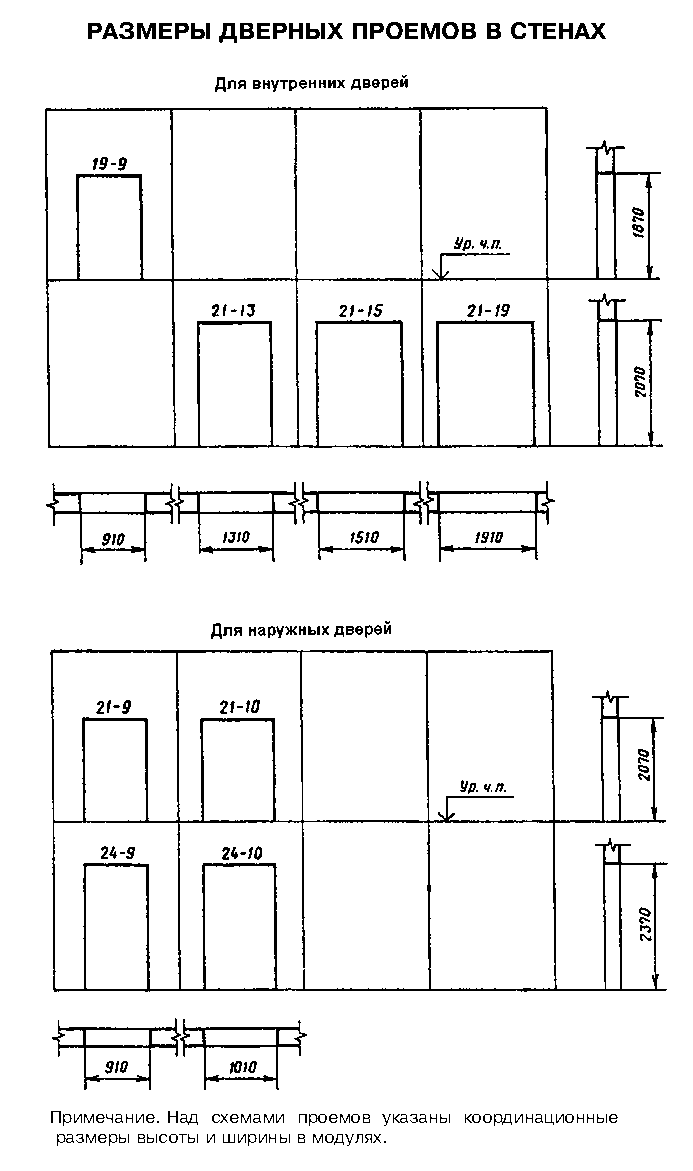 РАЗМЕРЫ ДВЕРНЫХ ПРОЕМОВ В СТЕНАХ
Для внутренних дверей
19-9
Ур. ч.п.
1870
21-13 21-15 21-19
2070
910 1310 1510 1910
Для наружных дверей
21-9 21-10
Ур. ч.п.
2070
24-9 24-10
2370
910 1010
Примечание. Над схемами проемов указаны координационные
размеры высоты и ширины в модулях.